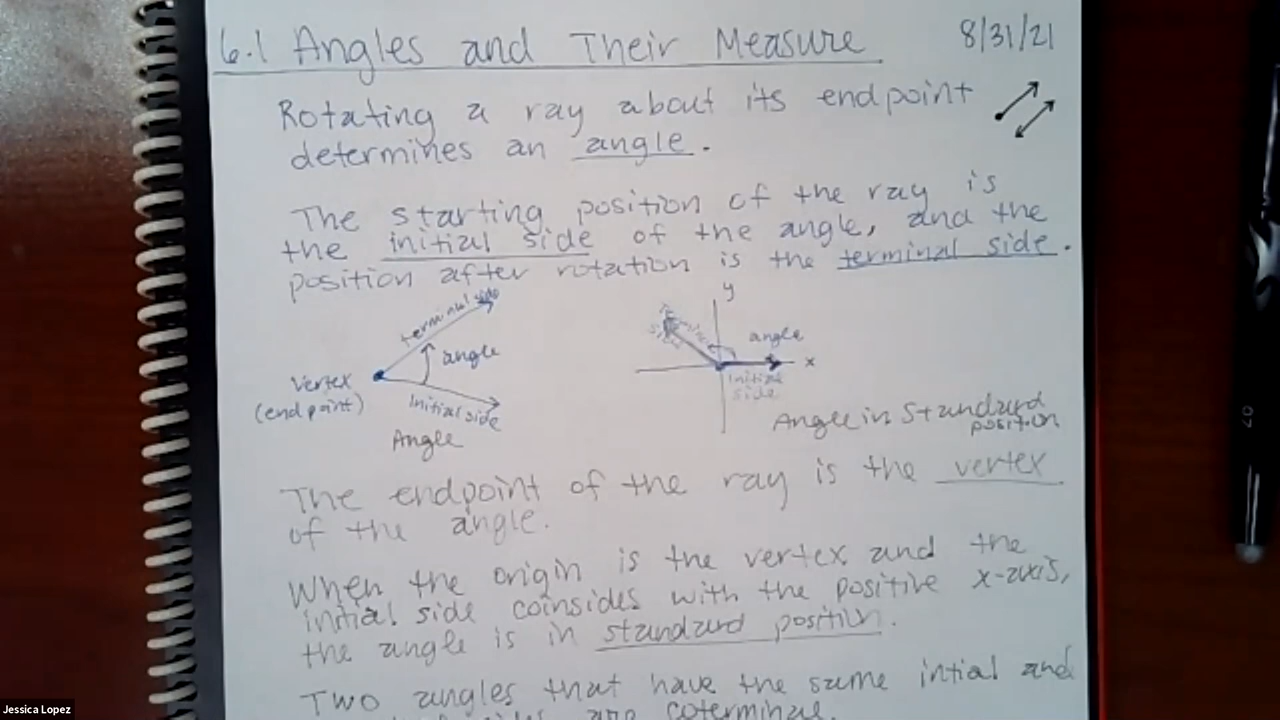 6.1 Angles and Their Measure 8/31/21
Rotating a ray about its endpoint
determines an angle.
The starting position of the ray is
the initial side of the angle, and the
position after rotation is the terminal side.
terminal side
angle
Vertex
(endpoint)
Initial side
Angle
y
angle
x
Initial
side
Angle in Standard
position
The endpoint of the ray is the vertex
of the angle.
When the origin is the vertex and the
initial side coinsides with the positive x-axis,
the angle is in standard position.
Two angles that have the same intial and
are coterminal.
07
Jessica Lopez